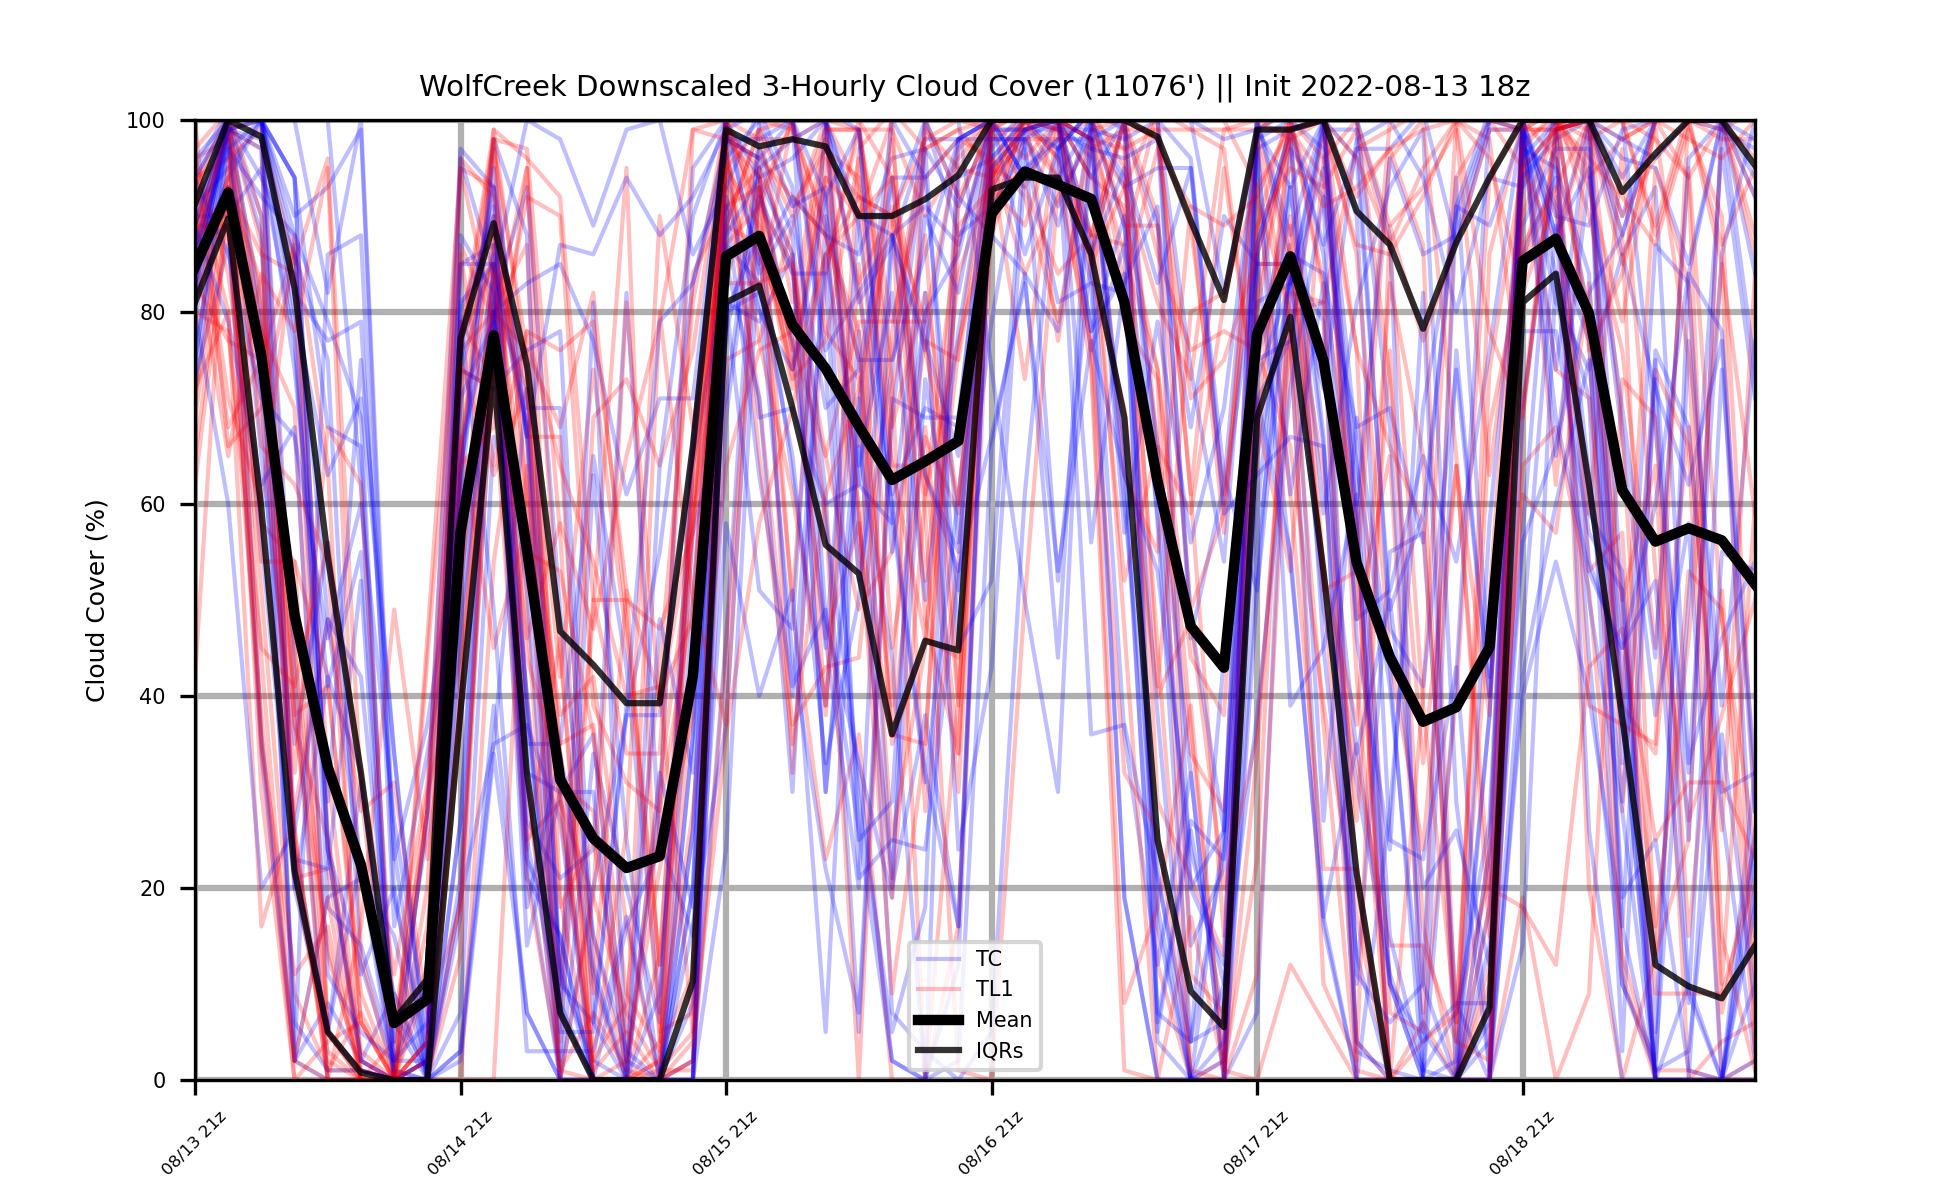 WolfCreek Downscaled 3-Hourly Cloud Cover (11076') || Init 2022-08-13 18z
Cloud Cover (%)
100
80
60
40
20
0
TC
TL1
Mean
IQRs
08/13 21z
08/14 21z
08/15 21z
08/16 21z
08/17 21z
08/18 21z